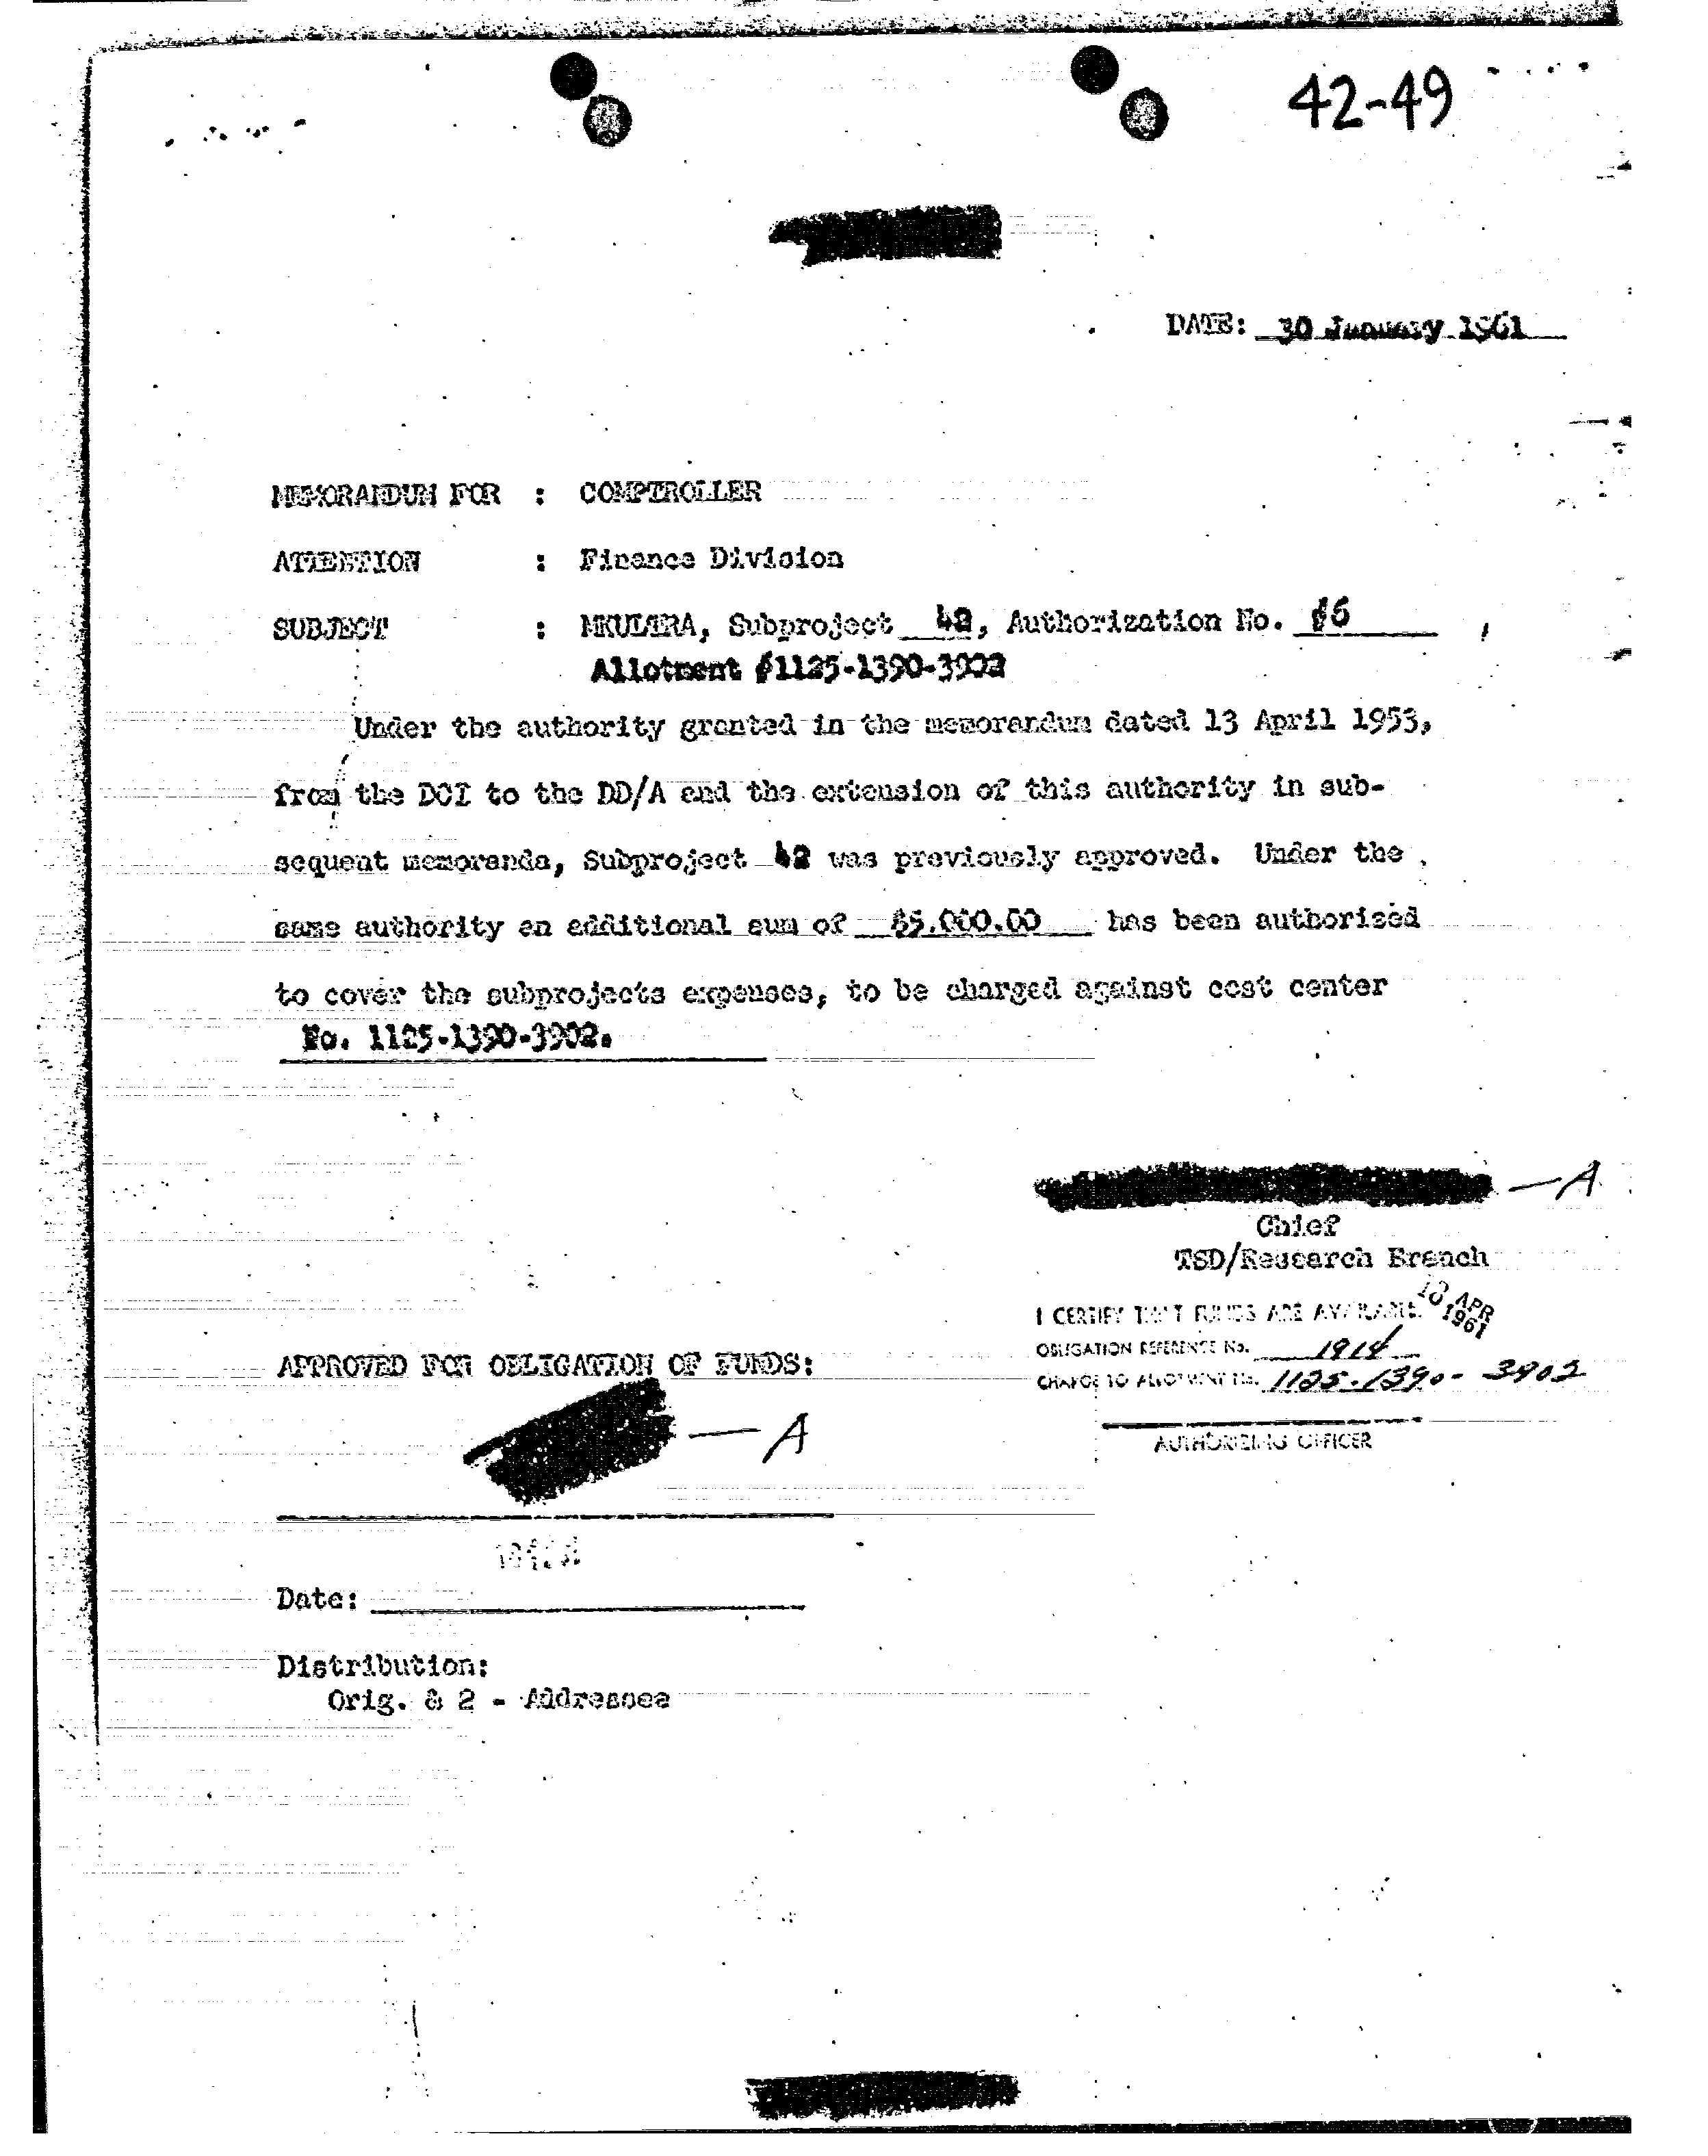 42-49
DATE: 30 January 1961
MEMORANDUM FOR : COMPTROLLER
ATTENTION : Finance Division
SUBJECT : MKULTRA, Subproject 42, Authorization No. #6
Allotment #1125-1390-3902
Under the authority granted in the memorandum dated 13 April 1953,
from the DCI to the DD/A and the extension of this authority in sub-
sequent memoranda, Subproject 42 was previously approved. Under the
same authority an additional sum of $5,000.00 has been authorized
to cover the subprojects expenses, to be charged against cost center
No. 1125-1390-3902.
— A
Chief
TSD/Research Branch
I CERTIFY THAT FUNDS ARE AVAILABLE
APR 1961
OBLIGATION REFERENCE No. 1914
CHARGE TO ALLOTMENT No. 1125-1390-3902
AUTHORIZING OFFICER
APPROVED FOR OBLIGATION OF FUNDS:
— A
Date:
Distribution:
Orig. & 2 - Addressee